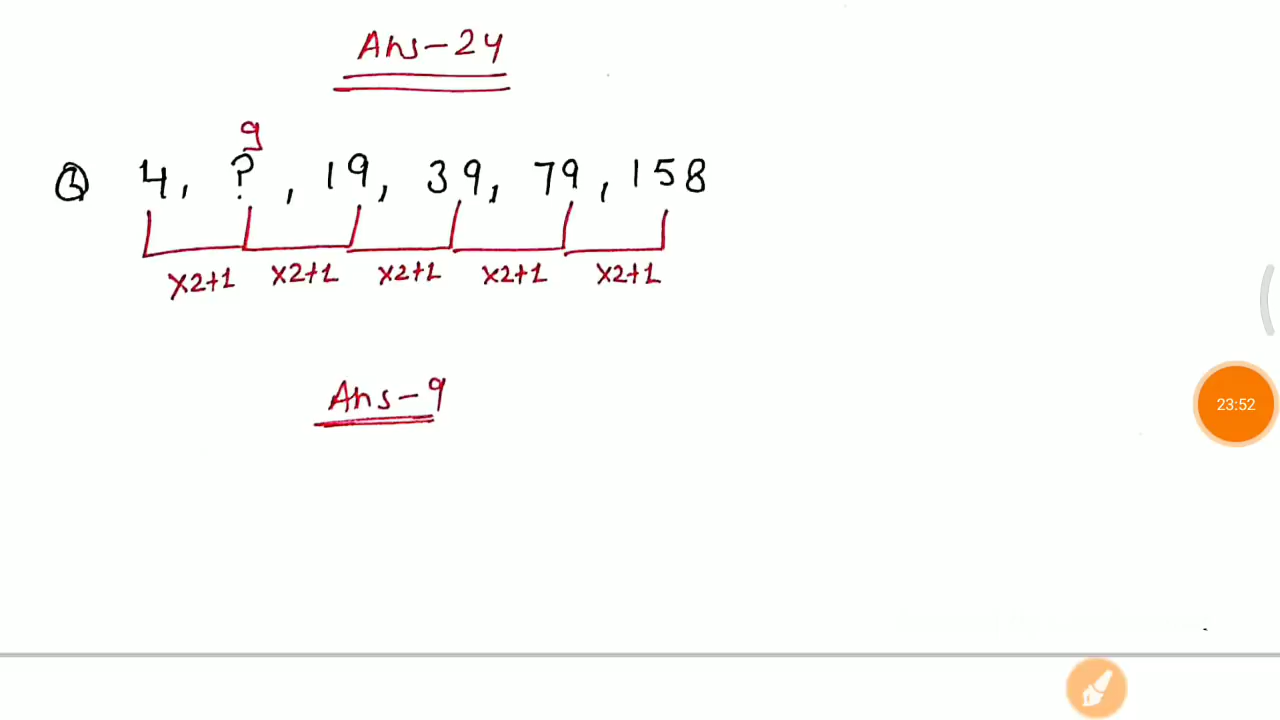 Ans-24
9
Q 4, ?, 19, 39, 79, 158
x2+1 x2+1 x2+1 x2+1 x2+1
Ans-9
23:52